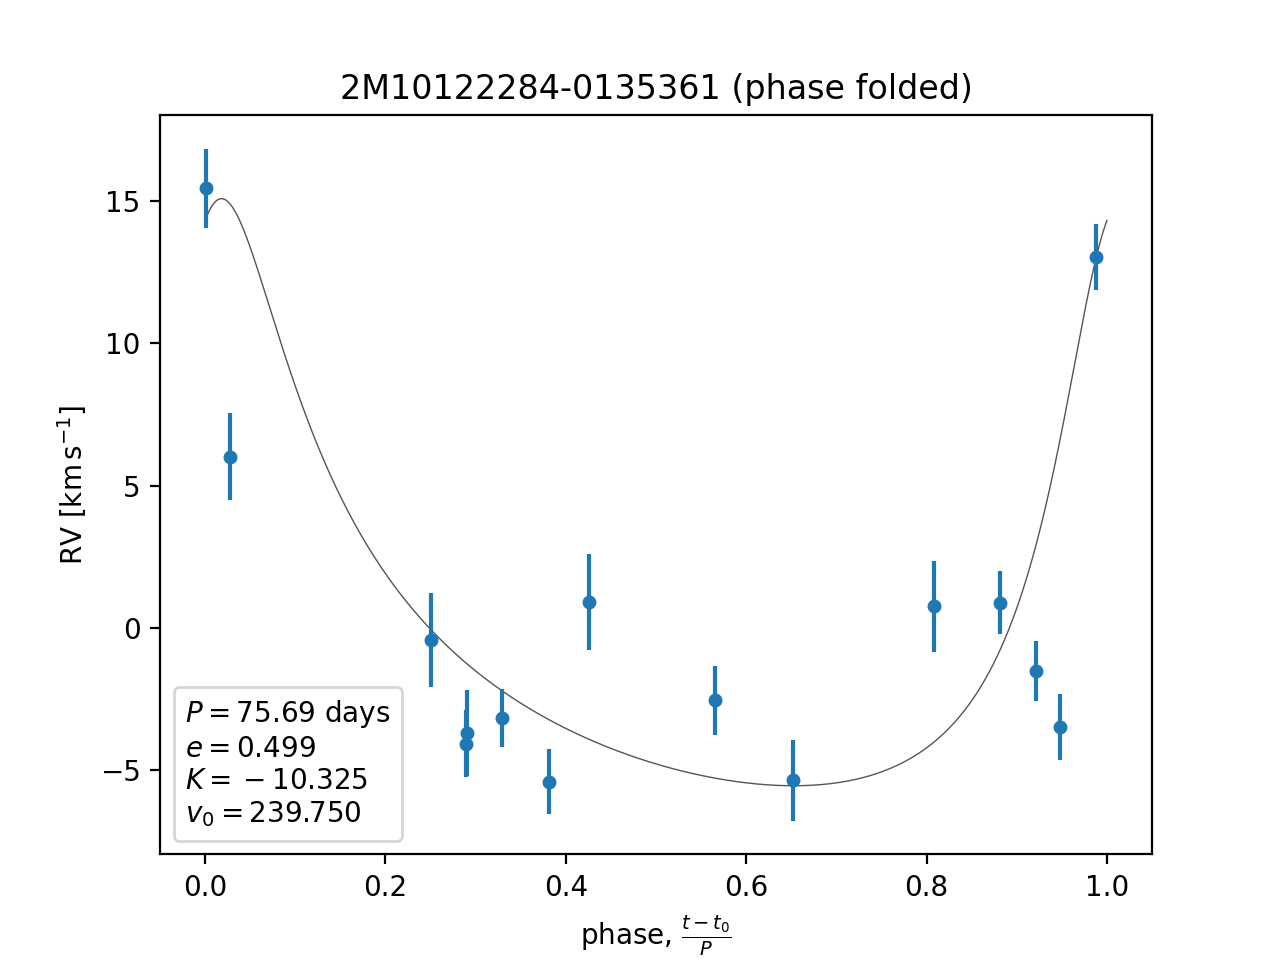 2M10122284-0135361 (phase folded)
RV [km s⁻¹]
15
10
5
0
−5
P = 75.69 days
e = 0.499
K = −10.325
v₀ = 239.750
0.0 0.2 0.4 0.6 0.8 1.0
phase, (t − t₀)/P